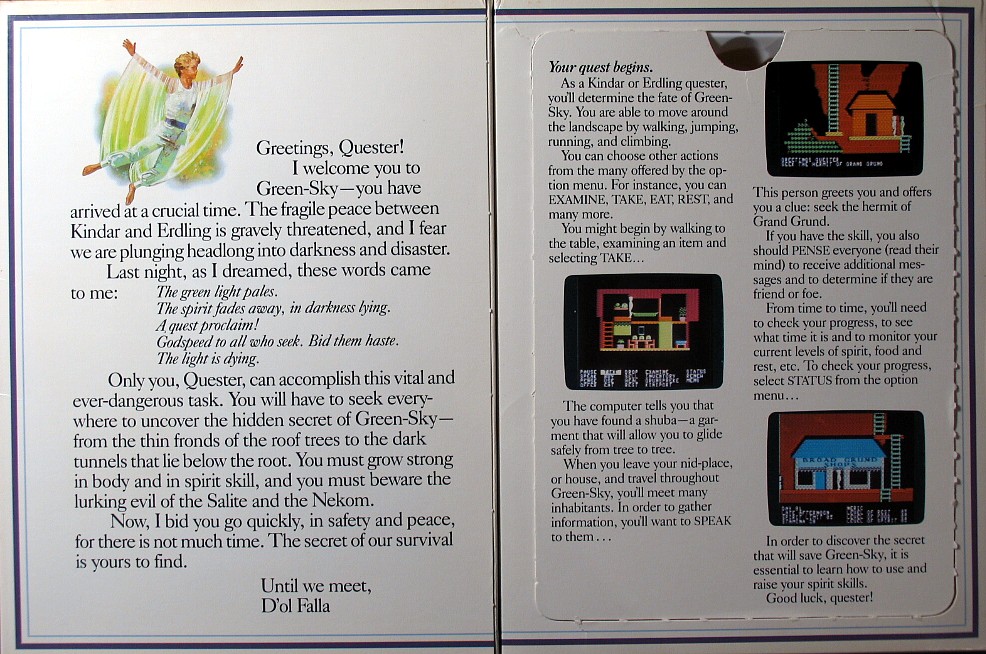 Greetings, Quester!
I welcome you to
Green-Sky—you have
arrived at a crucial time. The fragile peace between
Kindar and Erdling is gravely threatened, and I fear
we are plunging headlong into darkness and disaster.
Last night, as I dreamed, these words came
to me: The green light pales.
The spirit fades away, in darkness lying.
A quest proclaim!
Godspeed to all who seek. Bid them haste.
The light is dying.
Only you, Quester, can accomplish this vital and
ever-dangerous task. You will have to seek every-
where to uncover the hidden secret of Green-Sky—
from the thin fronds of the roof trees to the dark
tunnels that lie below the root. You must grow strong
in body and in spirit skill, and you must beware the
lurking evil of the Salite and the Nekom.
Now, I bid you go quickly, in safety and peace,
for there is not much time. The secret of our survival
is yours to find.
Until we meet,
D'ol Falla
Your quest begins.
As a Kindar or Erdling quester,
you'll determine the fate of Green-
Sky. You are able to move around
the landscape by walking, jumping,
running, and climbing.
You can choose other actions
from the many offered by the op-
tion menu. For instance, you can
EXAMINE, TAKE, EAT, REST, and
many more.
You might begin by walking to
the table, examining an item and
selecting TAKE...
PAUSE TAKE DROP EXAMINE STATUS
SPEAK BUY SELL INVENTORY RENEW
The computer tells you that
you have found a shuba—a gar-
ment that will allow you to glide
safely from tree to tree.
When you leave your nid-place,
or house, and travel throughout
Green-Sky, you'll meet many
inhabitants. In order to gather
information, you'll want to SPEAK
to them...
GREETINGS QUESTER
OF GRAND GRUND
This person greets you and offers
you a clue: seek the hermit of
Grand Grund.
If you have the skill, you also
should PENSE everyone (read their
mind) to receive additional mes-
sages and to determine if they are
friend or foe.
From time to time, you'll need
to check your progress, to see
what time it is and to monitor your
current levels of spirit, food and
rest, etc. To check your progress,
select STATUS from the option
menu...
BROAD GRUND
SHOPS
In order to discover the secret
that will save Green-Sky, it is
essential to learn how to use and
raise your spirit skills.
Good luck, quester!